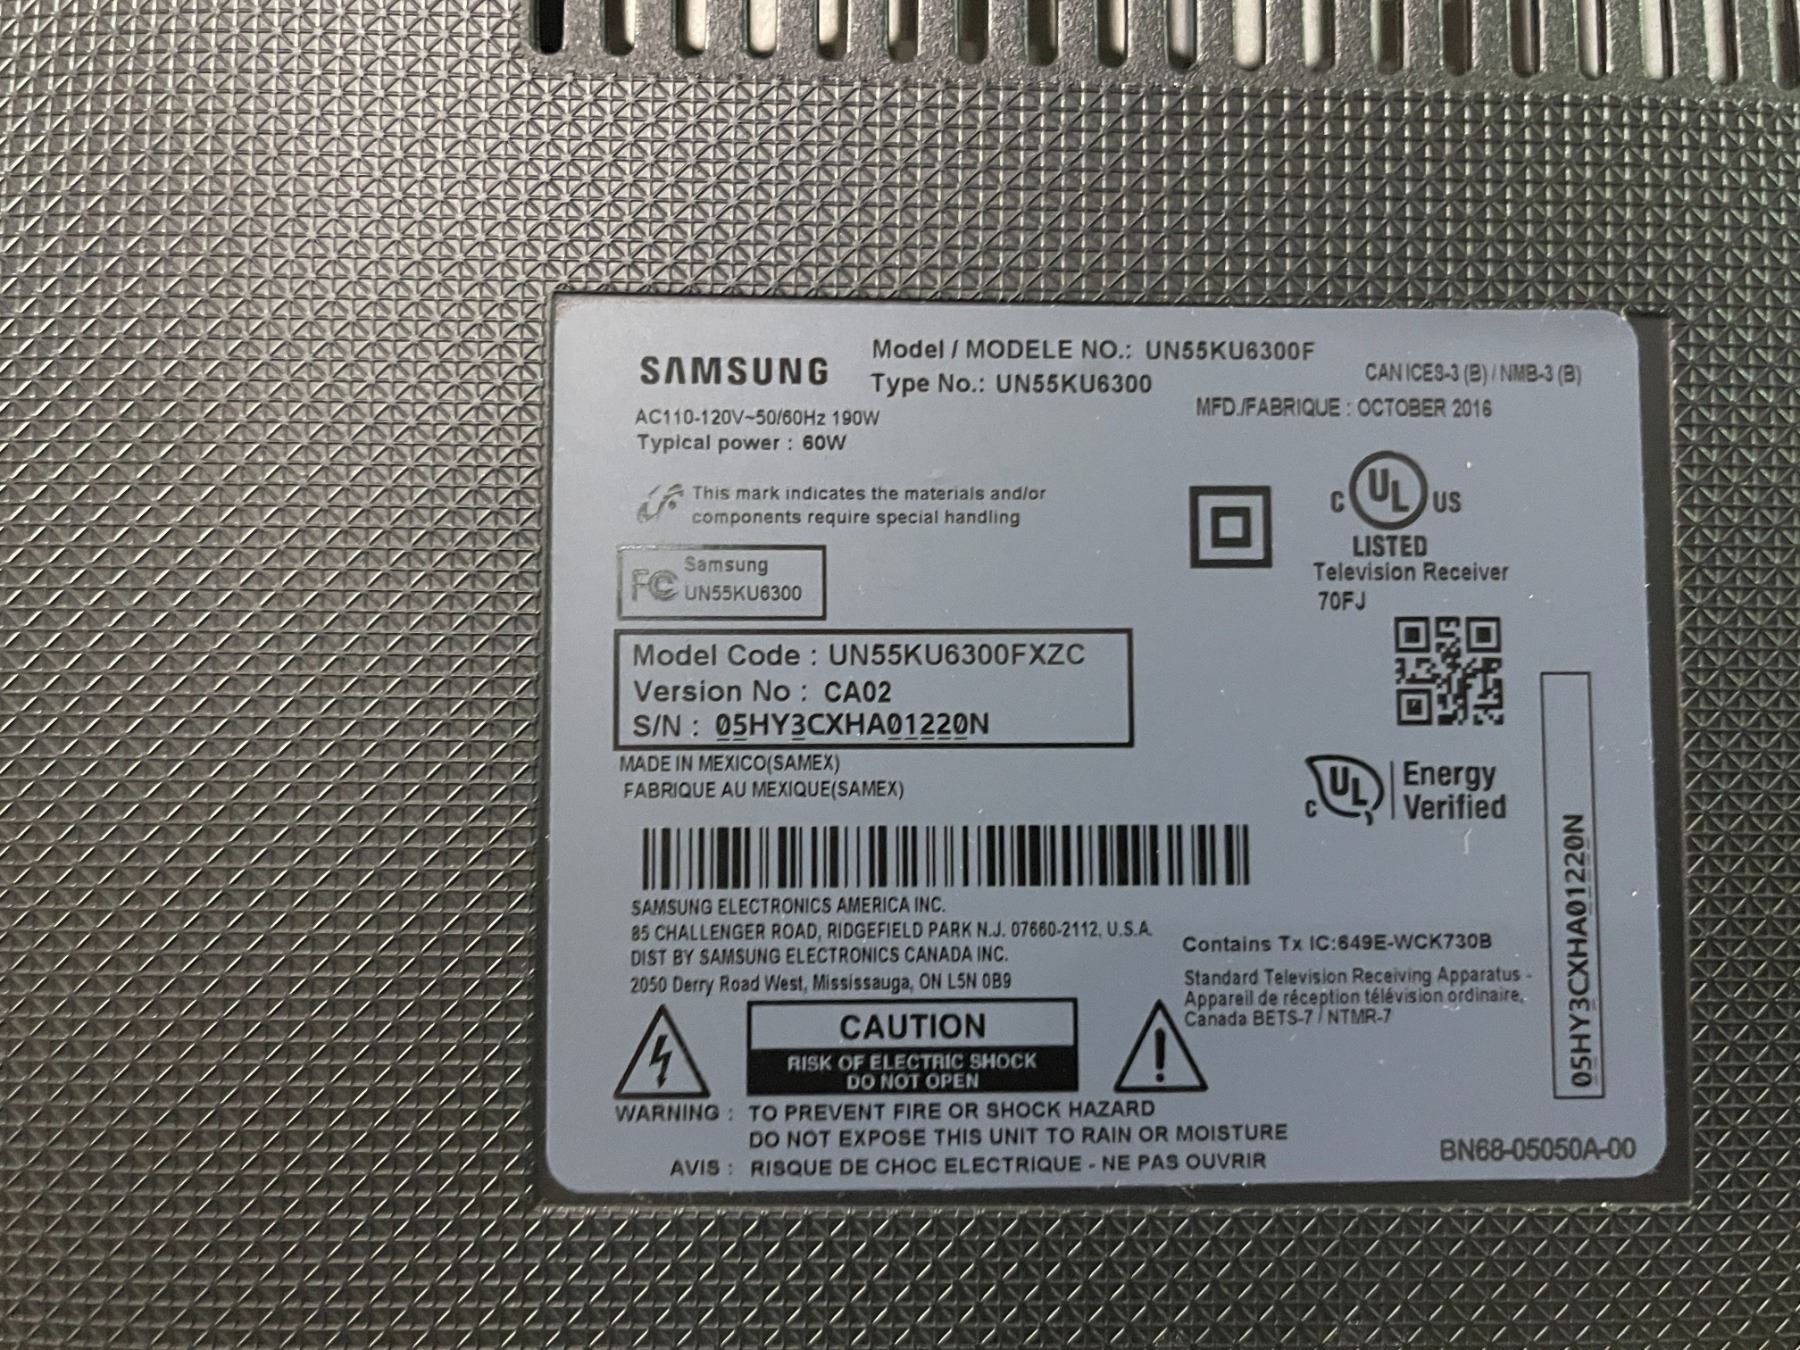 SAMSUNG
Model / MODELE NO.: UN55KU6300F
Type No.: UN55KU6300
CAN ICES-3 (B) / NMB-3 (B)
MFD./FABRIQUE : OCTOBER 2016
AC110-120V~50/60Hz 190W
Typical power : 60W
This mark indicates the materials and/or
components require special handling
C UL US
LISTED
Television Receiver
70FJ
FC Samsung
UN55KU6300
Model Code : UN55KU6300FXZC
Version No : CA02
S/N : 05HY3CXHA01220N
MADE IN MEXICO(SAMEX)
FABRIQUE AU MEXIQUE(SAMEX)
C UL Energy
Verified
05HY3CXHA01220N
SAMSUNG ELECTRONICS AMERICA INC.
85 CHALLENGER ROAD, RIDGEFIELD PARK N.J. 07660-2112, U.S.A.
DIST BY SAMSUNG ELECTRONICS CANADA INC.
2050 Derry Road West, Mississauga, ON L5N 0B9
Contains Tx IC:649E-WCK730B
Standard Television Receiving Apparatus -
Appareil de réception télévision ordinaire,
Canada BETS-7 / NTMR-7
CAUTION
RISK OF ELECTRIC SHOCK
DO NOT OPEN
WARNING : TO PREVENT FIRE OR SHOCK HAZARD
DO NOT EXPOSE THIS UNIT TO RAIN OR MOISTURE
AVIS : RISQUE DE CHOC ELECTRIQUE - NE PAS OUVRIR
BN68-05050A-00